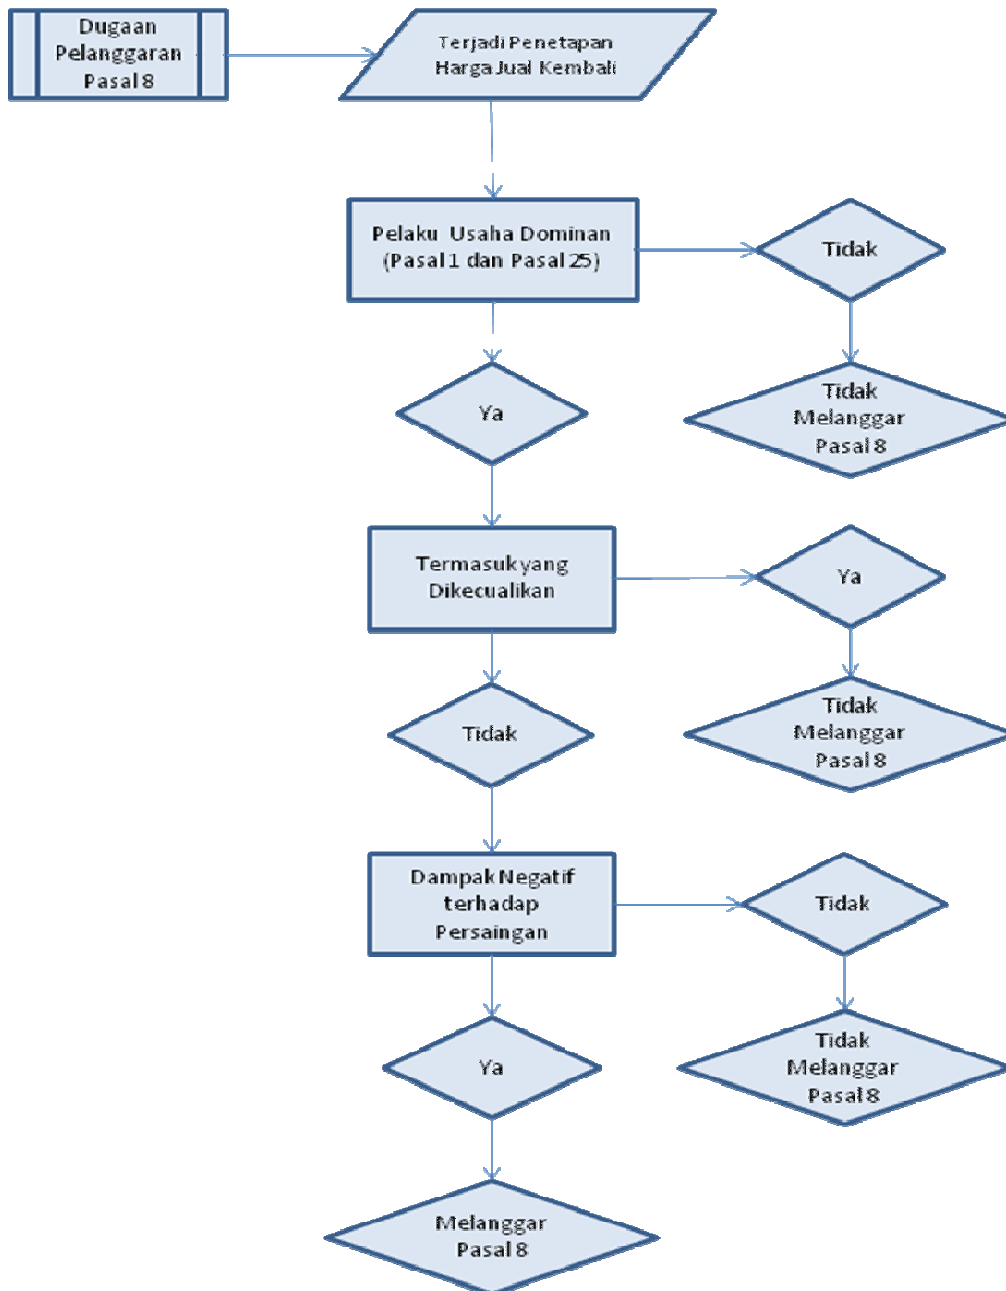 Dugaan
Pelanggaran
Pasal 8
Terjadi Penetapan
Harga Jual Kembali
Pelaku Usaha Dominan
(Pasal 1 dan Pasal 25)
Tidak
Tidak
Melanggar
Pasal 8
Ya
Termasuk yang
Dikecualikan
Ya
Tidak
Melanggar
Pasal 8
Tidak
Dampak Negatif
terhadap
Persaingan
Tidak
Tidak
Melanggar
Pasal 8
Ya
Melanggar
Pasal 8